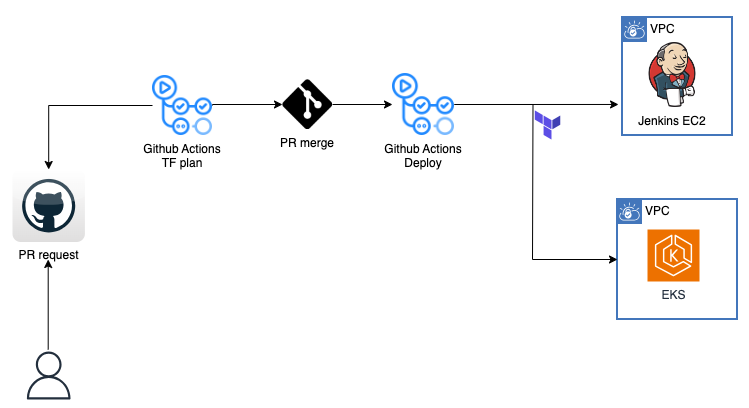 VPC
Jenkins EC2
Github Actions
TF plan
PR merge
Github Actions
Deploy
VPC
EKS
PR request